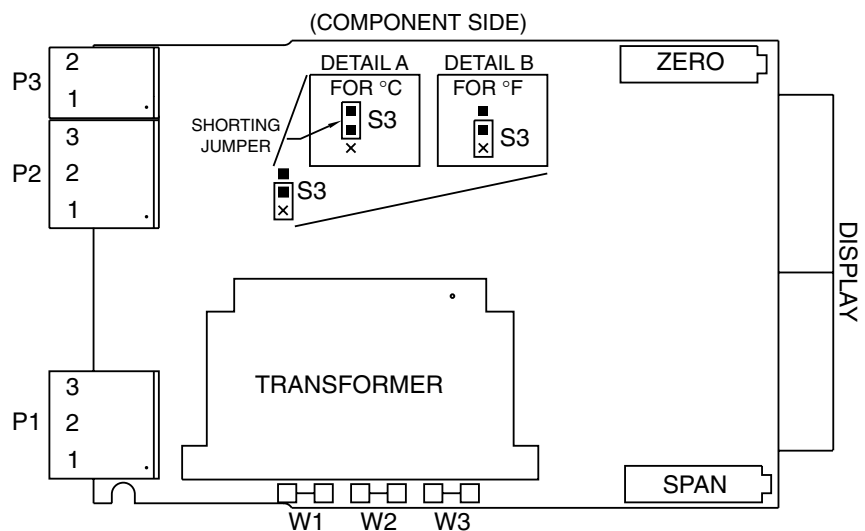 (COMPONENT SIDE)
P3
2
1
P2
3
2
1
DETAIL A
FOR °C
S3
SHORTING
JUMPER
DETAIL B
FOR °F
S3
S3
ZERO
DISPLAY
TRANSFORMER
P1
3
2
1
SPAN
W1 W2 W3